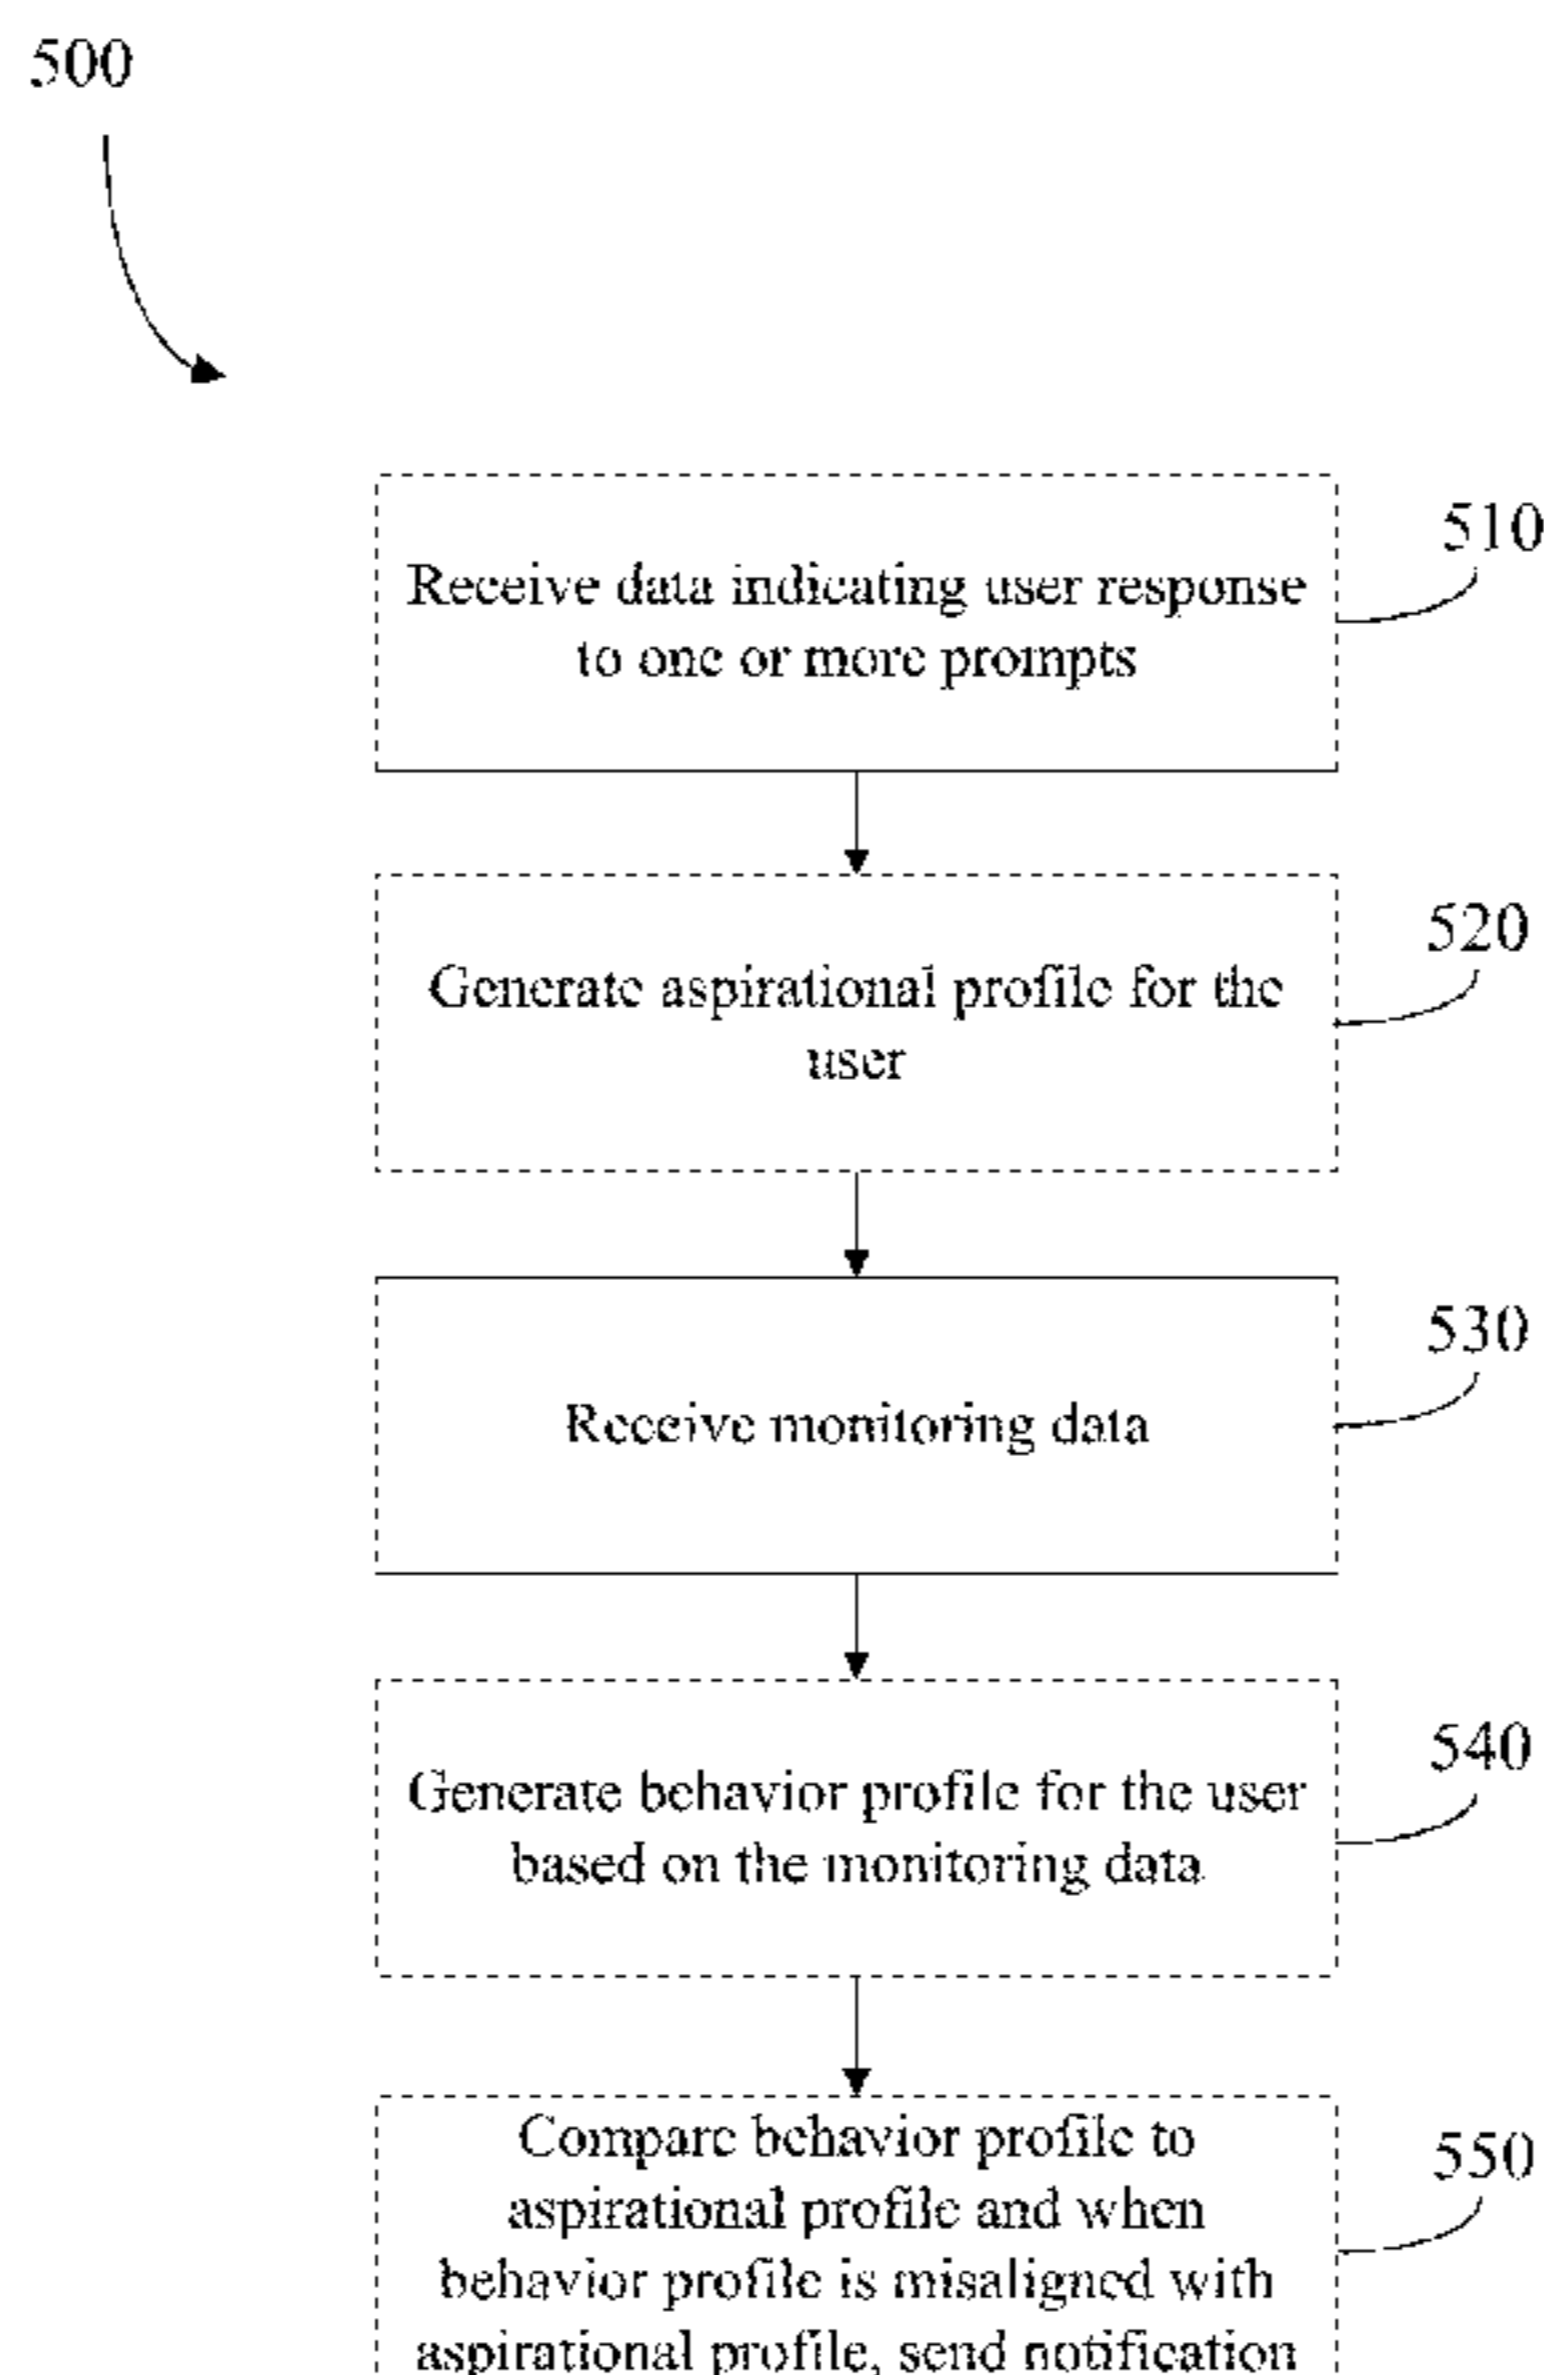 500
510
Receive data indicating user response
to one or more prompts
520
Generate aspirational profile for the
user
530
Receive monitoring data
540
Generate behavior profile for the user
based on the monitoring data
550
Compare behavior profile to
aspirational profile and when
behavior profile is misaligned with
aspirational profile, send notification